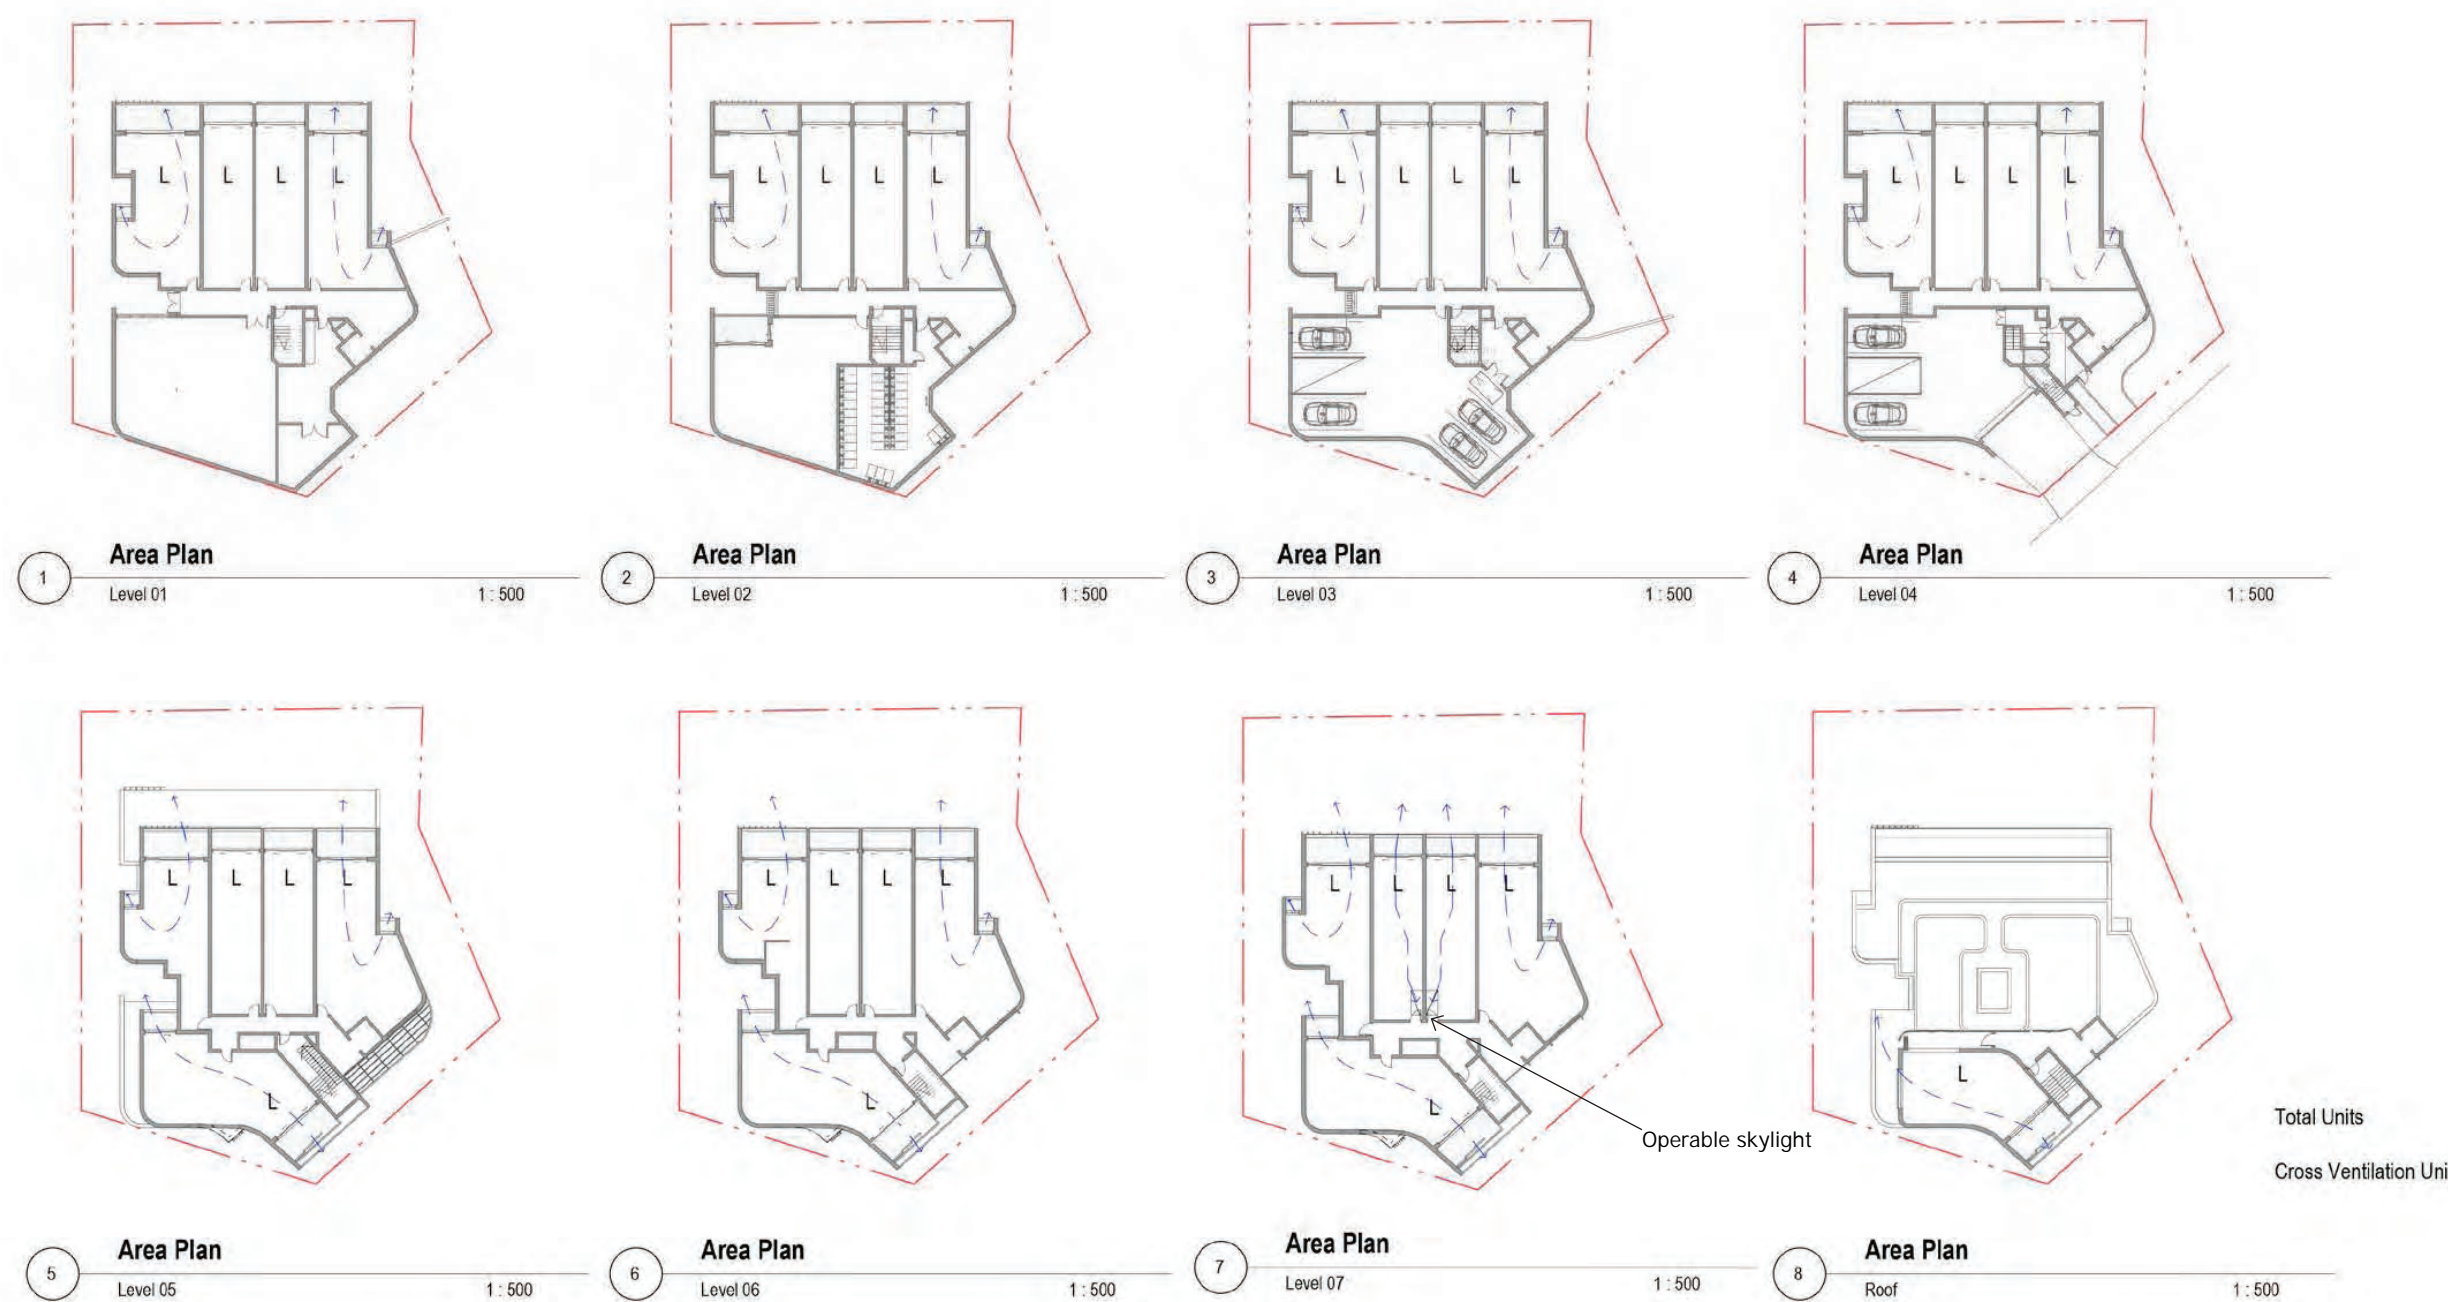 L L L L
L L L L
L L L L
L L L L
1 Area Plan
Level 01 1 : 500
2 Area Plan
Level 02 1 : 500
3 Area Plan
Level 03 1 : 500
4 Area Plan
Level 04 1 : 500
L L L L
L
L L L L
L
L L L L
L
Operable skylight
L
Total Units
Cross Ventilation Uni
5 Area Plan
Level 05 1 : 500
6 Area Plan
Level 06 1 : 500
7 Area Plan
Level 07 1 : 500
8 Area Plan
Roof 1 : 500